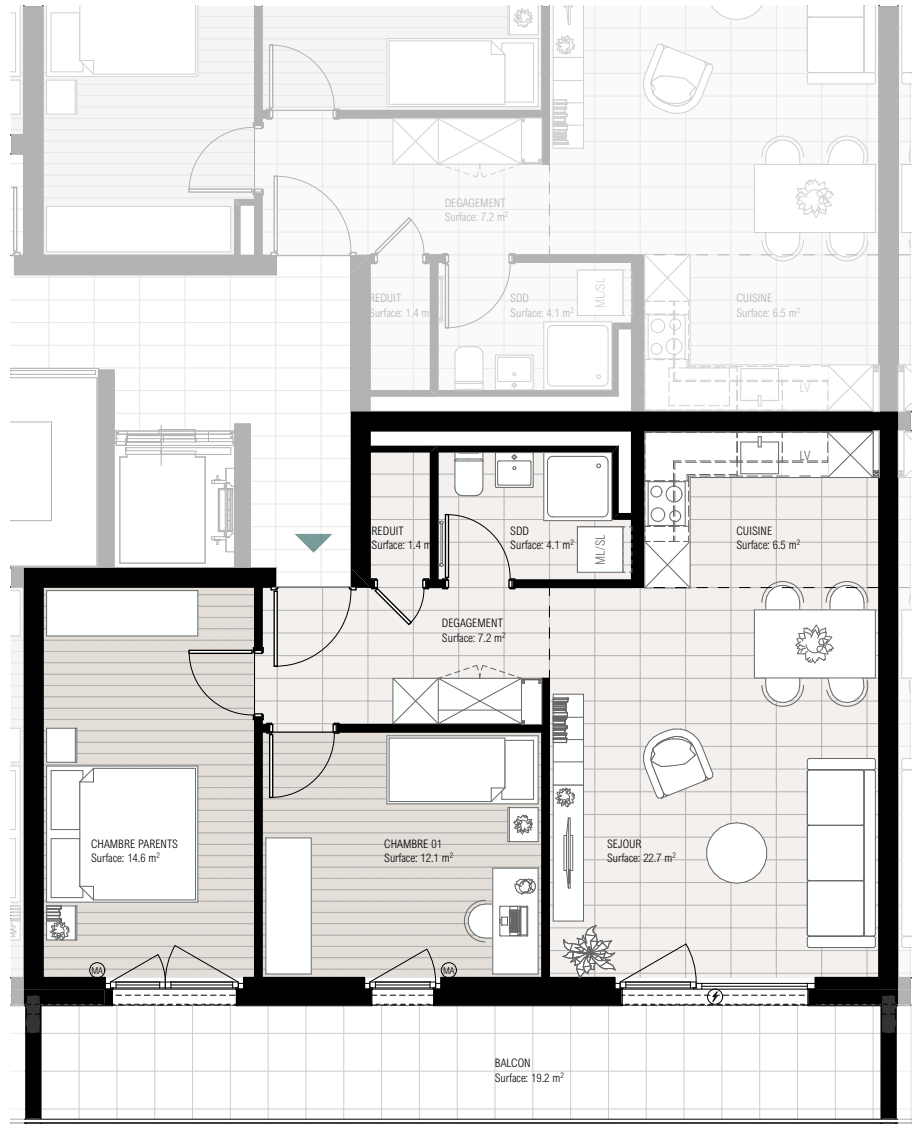 DEGAGEMENT
Surface: 7.2 m²
REDUIT
Surface: 1.4 m
SDD
Surface: 4.1 m²
ML/SL
CUISINE
Surface: 6.5 m²
LV
LV
REDUIT
Surface: 1.4 m
SDD
Surface: 4.1 m²
ML/SL
CUISINE
Surface: 6.5 m²
DEGAGEMENT
Surface: 7.2 m²
CHAMBRE PARENTS
Surface: 14.6 m²
CHAMBRE 01
Surface: 12.1 m²
SEJOUR
Surface: 22.7 m²
MA
MA
BALCON
Surface: 19.2 m²